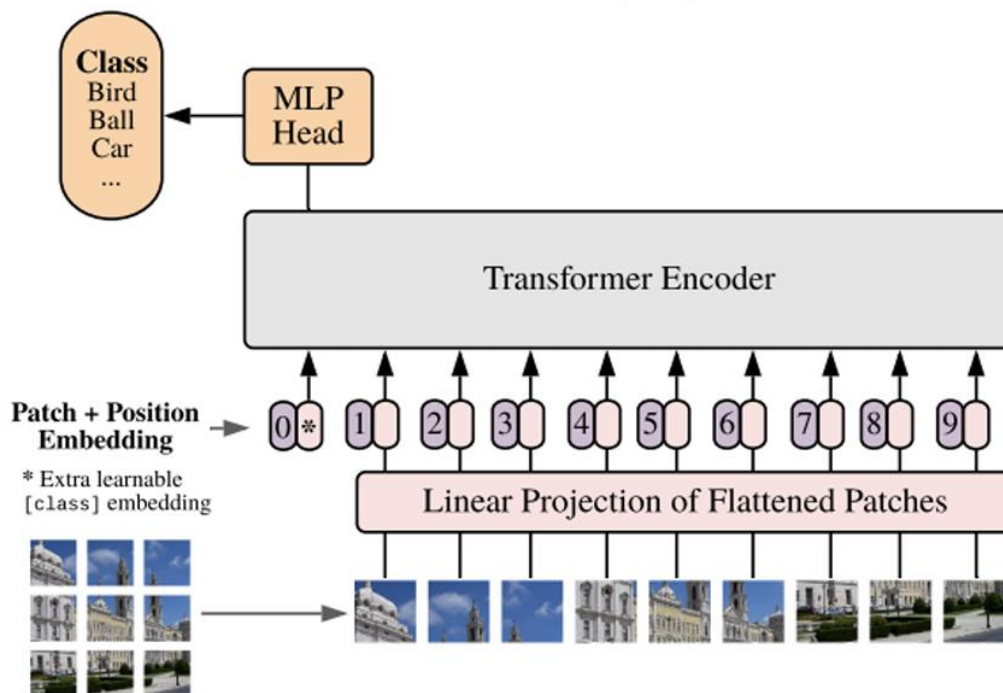 Class
Bird
Ball
Car
...
MLP
Head
Transformer Encoder
Patch + Position
Embedding
0 * 1 2 3 4 5 6 7 8 9
* Extra learnable
[class] embedding
Linear Projection of Flattened Patches